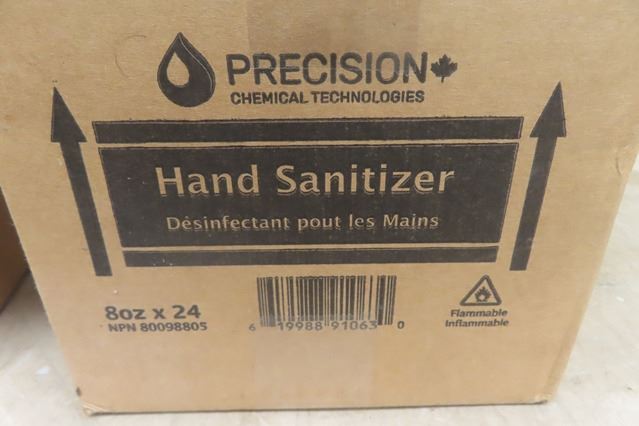 PRECISION
CHEMICAL TECHNOLOGIES
Hand Sanitizer
Désinfectant pout les Mains
8oz x 24
NPN 80098805
6 19988 91063 0
Flammable
Inflammable